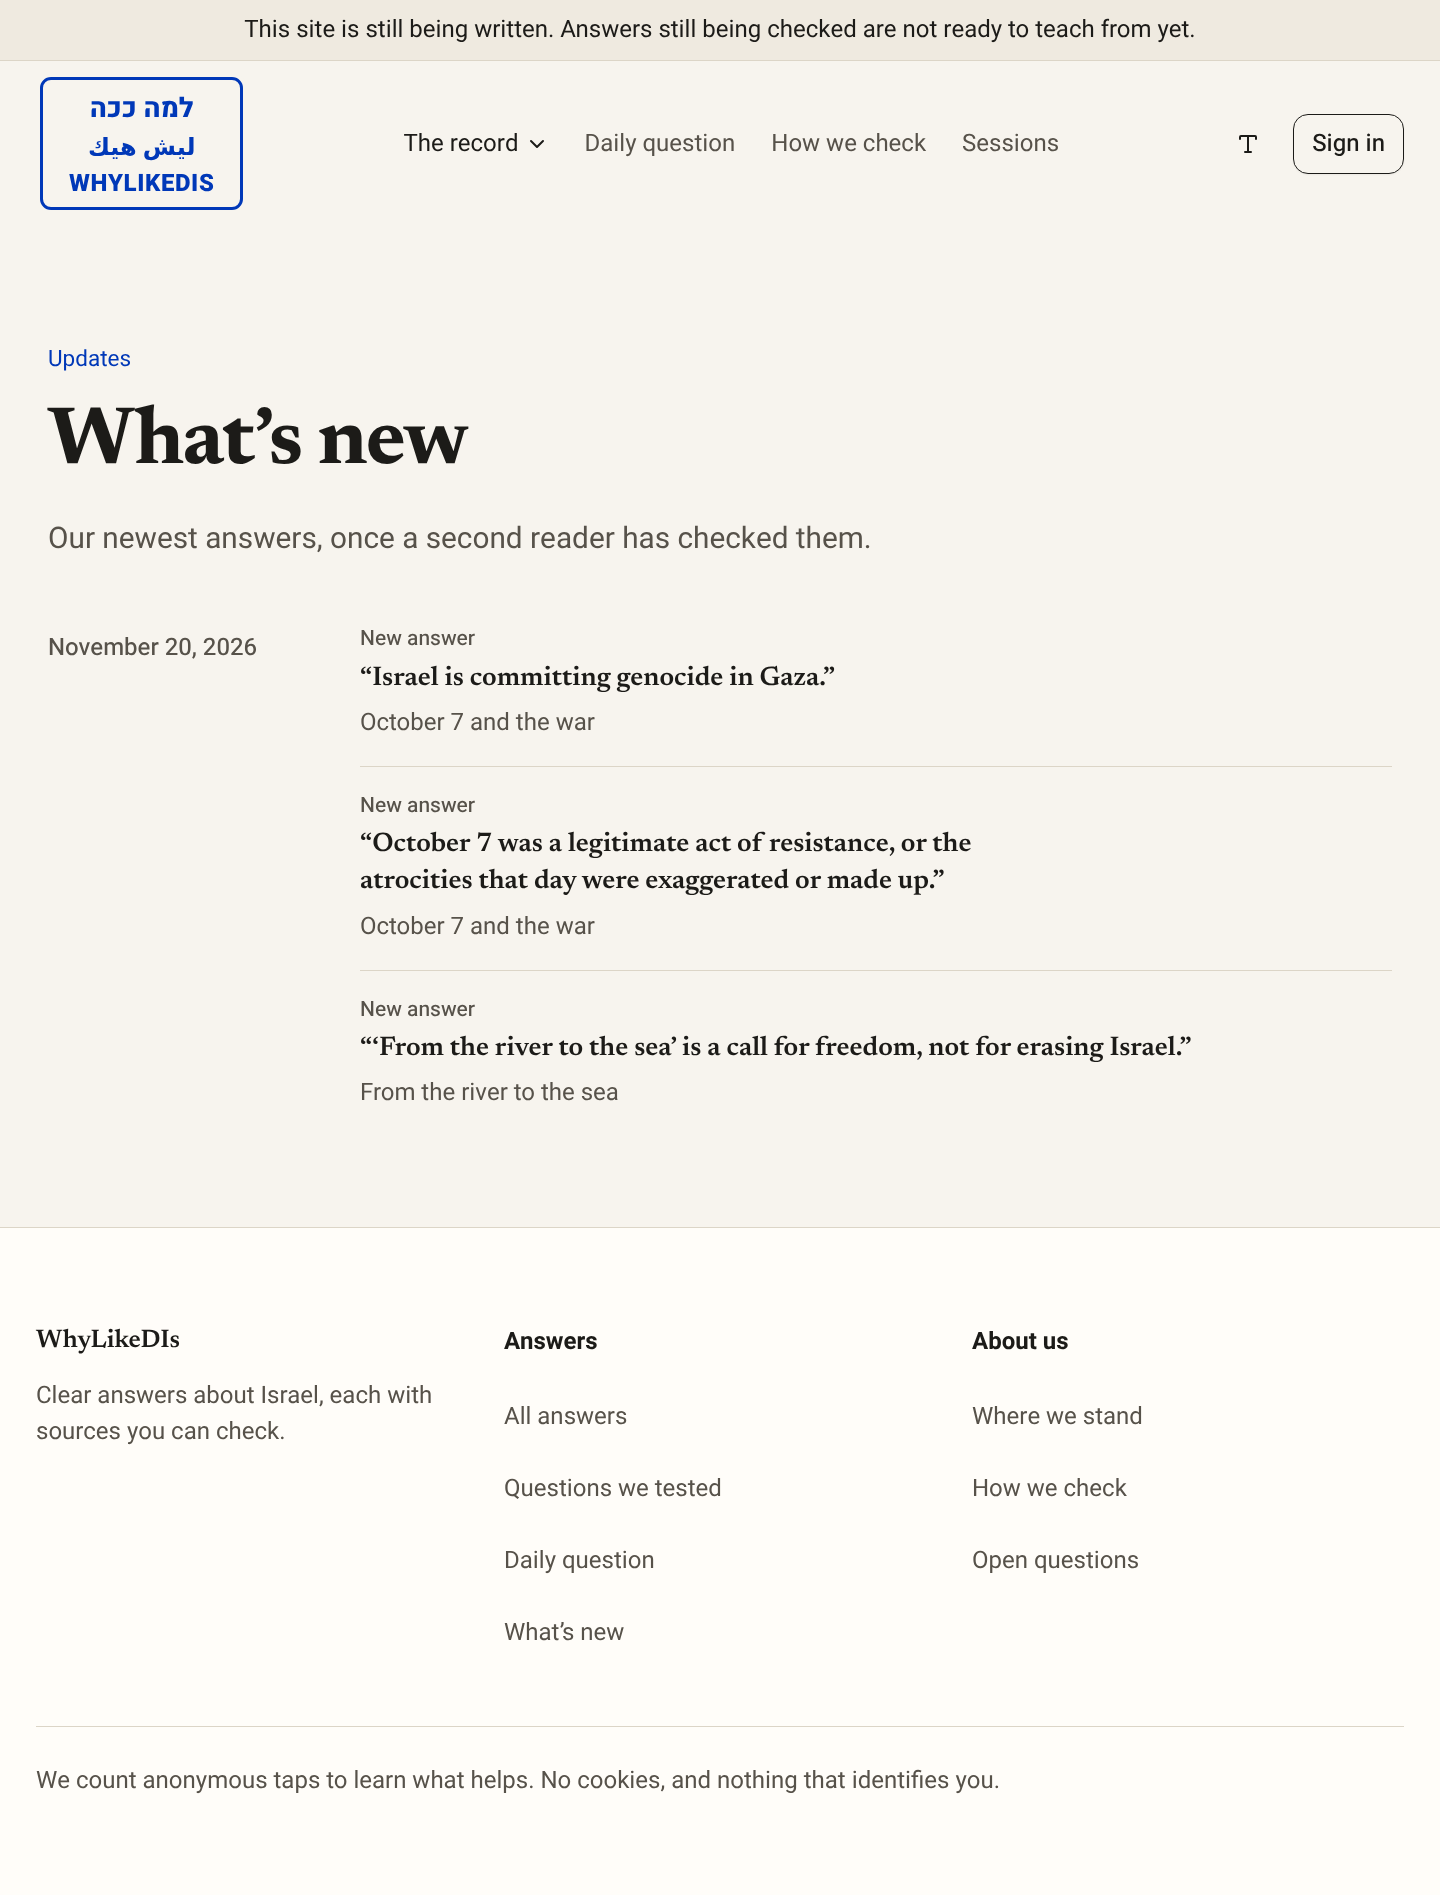 This site is still being written. Answers still being checked are not ready to teach from yet.
למה ככה
ليش هيك
WHYLIKEDIS
The record
Daily question
How we check
Sessions
Sign in
Updates
What’s new
Our newest answers, once a second reader has checked them.
November 20, 2026
New answer
“Israel is committing genocide in Gaza.”
October 7 and the war
New answer
“October 7 was a legitimate act of resistance, or the
atrocities that day were exaggerated or made up.”
October 7 and the war
New answer
“‘From the river to the sea’ is a call for freedom, not for erasing Israel.”
From the river to the sea
WhyLikeDIs
Clear answers about Israel, each with
sources you can check.
Answers
All answers
Questions we tested
Daily question
What’s new
About us
Where we stand
How we check
Open questions
We count anonymous taps to learn what helps. No cookies, and nothing that identifies you.